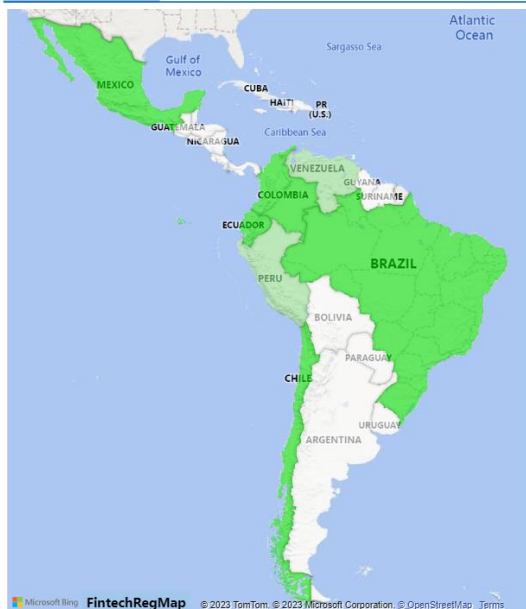 Atlantic
Ocean
Sargasso Sea
Gulf of
Mexico
MEXICO
CUBA
HAITI
PR
(U.S.)
GUATEMALA
Caribbean Sea
NICARAGUA
VENEZUELA
GUYANA
COLOMBIA
SURINAME
ECUADOR
BRAZIL
PERU
BOLIVIA
PARAGUAY
CHILE
URUGUAY
ARGENTINA
Microsoft Bing FintechRegMap © 2023 TomTom, © 2023 Microsoft Corporation, © OpenStreetMap Terms